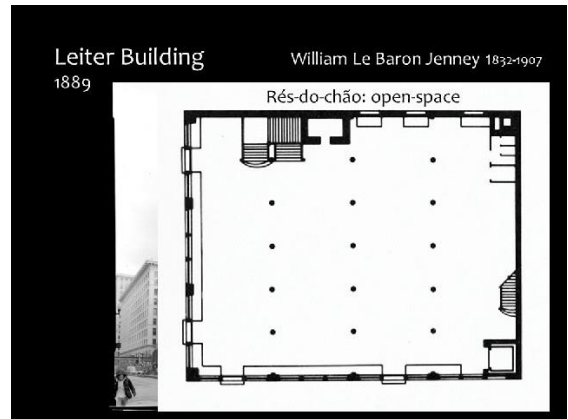 Leiter Building
William Le Baron Jenney 1832-1907
1889
Rés-do-chão: open-space